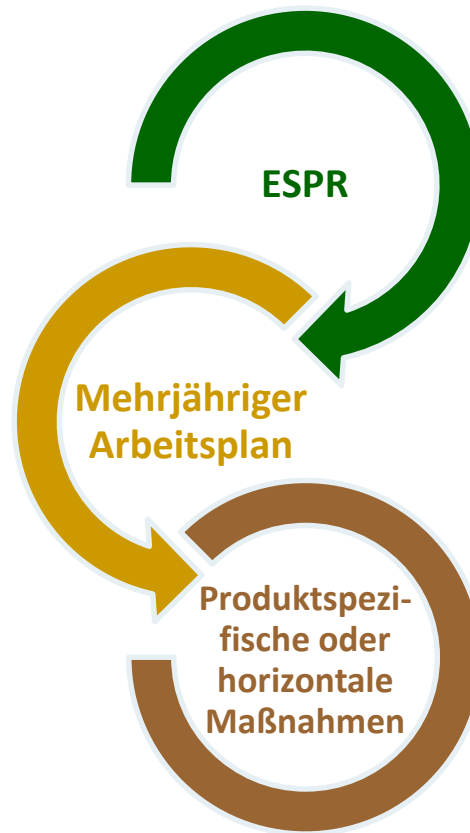 ESPR
Mehrjähriger
Arbeitsplan
Produktspezi-
fische oder
horizontale
Maßnahmen